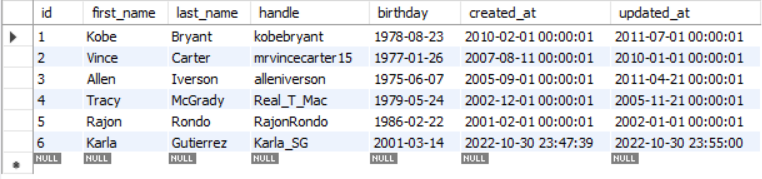 id first_name last_name handle birthday created_at updated_at
1 Kobe Bryant kobebryant 1978-08-23 2010-02-01 00:00:01 2011-07-01 00:00:01
2 Vince Carter mrvincecarter15 1977-01-26 2007-08-11 00:00:01 2010-01-01 00:00:01
3 Allen Iverson alleniverson 1975-06-07 2005-09-01 00:00:01 2011-04-21 00:00:01
4 Tracy McGrady Real_T_Mac 1979-05-24 2002-12-01 00:00:01 2005-11-21 00:00:01
5 Rajon Rondo RajonRondo 1986-02-22 2001-02-01 00:00:01 2002-01-01 00:00:01
6 Karla Gutierrez Karla_SG 2001-03-14 2022-10-30 23:47:39 2022-10-30 23:55:00
NULL NULL NULL NULL NULL NULL NULL